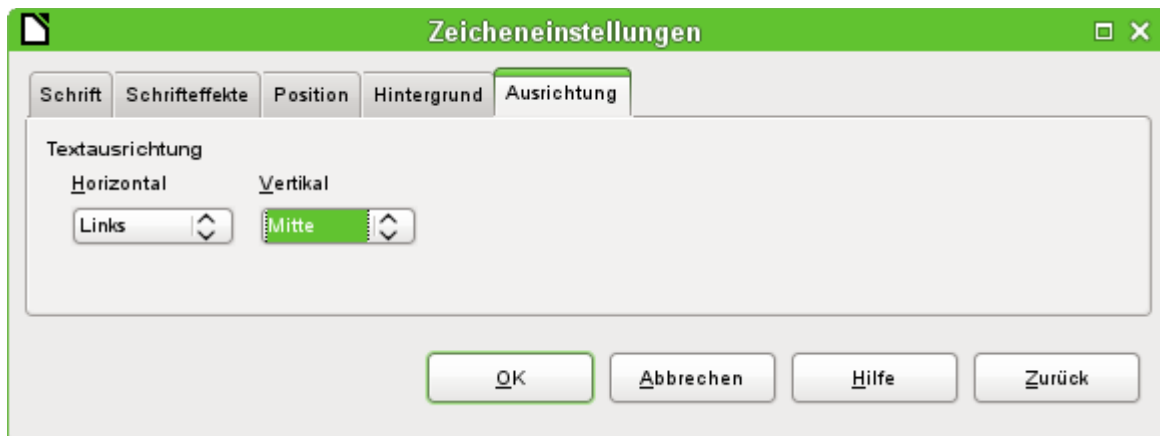 Zeicheneinstellungen
Schrift Schrifteffekte Position Hintergrund Ausrichtung
Textausrichtung
Horizontal Vertikal
Links Mitte
OK Abbrechen Hilfe Zurück